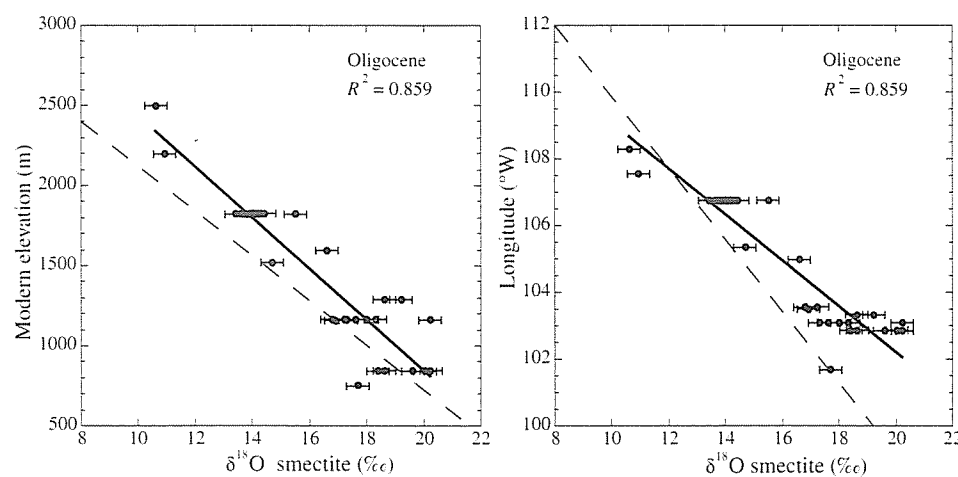 3000
2500
2000
1500
1000
500
Modern elevation (m)
Oligocene
R² = 0.859
8 10 12 14 16 18 20 22
δ¹⁸O smectite (‰)
112
110
108
106
104
102
100
Longitude (°W)
Oligocene
R² = 0.859
8 10 12 14 16 18 20 22
δ¹⁸O smectite (‰)